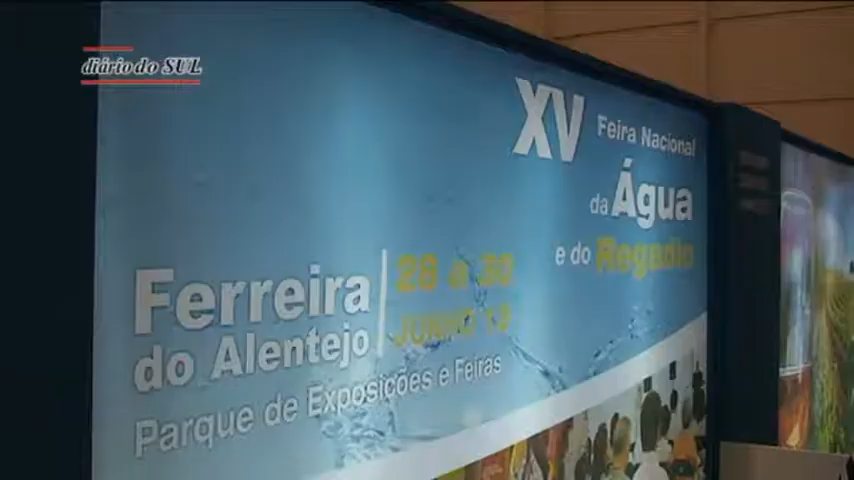 diário do SUL
XV Feira Nacional
da Água
e do Regadio
Ferreira
do Alentejo
28 a 30
JUNHO 13
Parque de Exposições e Feiras